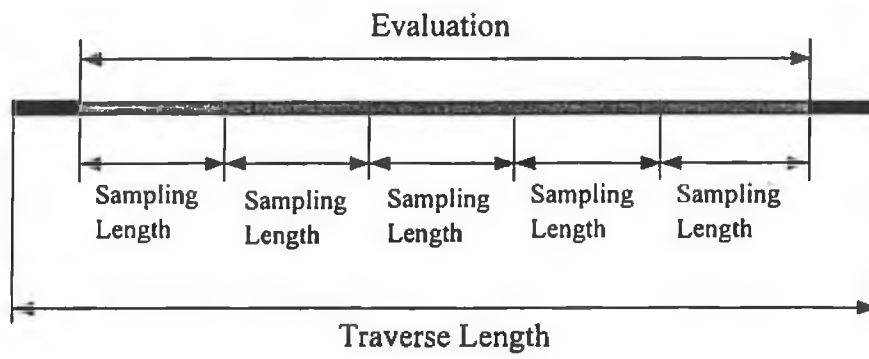 Evaluation
Sampling
Length
Sampling
Length
Sampling
Length
Sampling
Length
Sampling
Length
Traverse Length